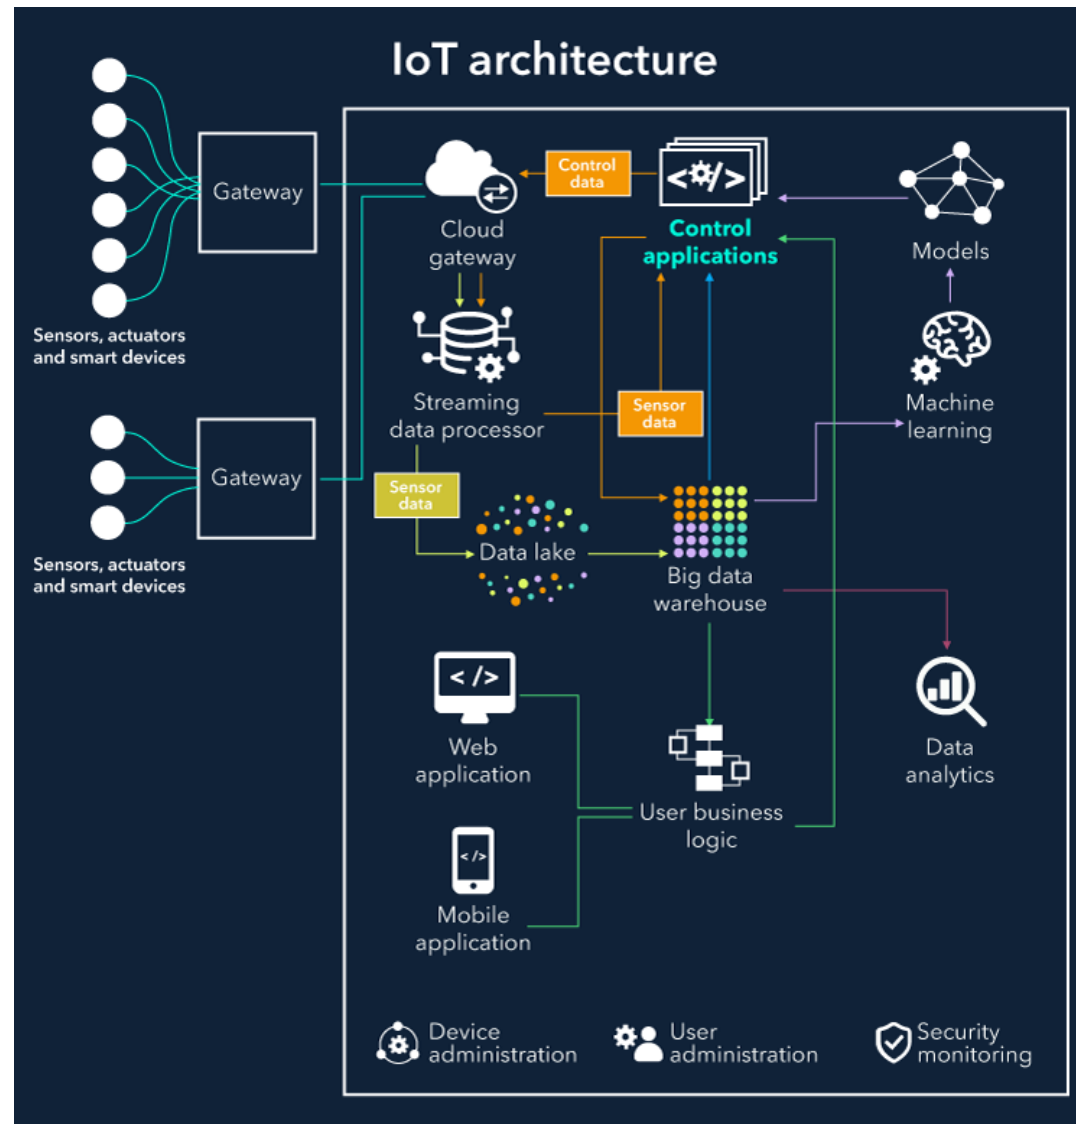 IoT architecture
Gateway
Sensors, actuators
and smart devices
Gateway
Sensors, actuators
and smart devices
Cloud
gateway
Control
data
</>
Control
applications
Models
Streaming
data processor
Sensor
data
Machine
learning
Sensor
data
Data lake
Big data
warehouse
</>
Web
application
User business
logic
Data
analytics
</>
Mobile
application
Device
administration
User
administration
Security
monitoring